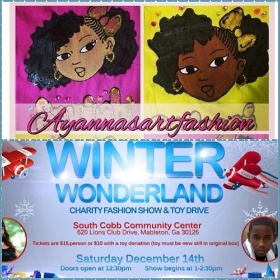 Ayannasartfashion
WINTER
WONDERLAND
CHARITY FASHION SHOW & TOY DRIVE
South Cobb Community Center
620 Lions Club Drive, Mableton, Ga 30126
Tickets are $15,person or $10 with a toy donation (toy must be new still in original box)
Saturday December 14th
Doors open at 12:30pm Show begins at 1-2:30pm